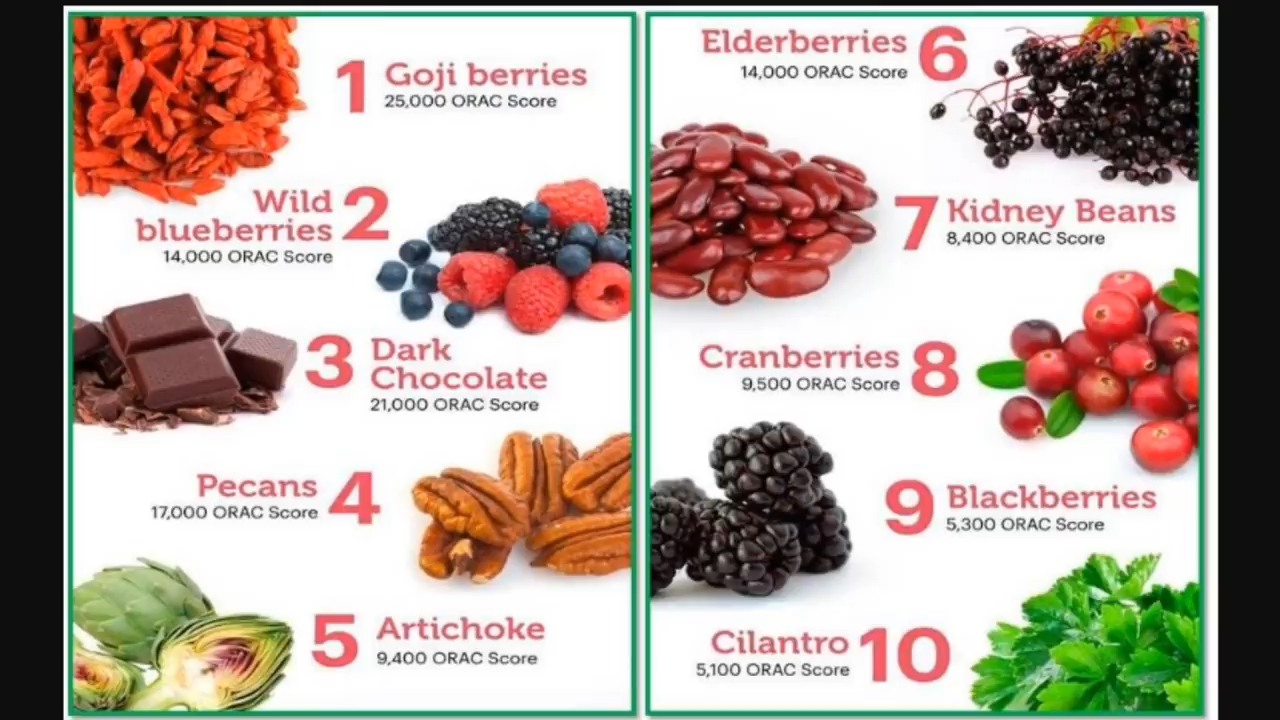 1 Goji berries
25,000 ORAC Score
Wild 2
blueberries
14,000 ORAC Score
3 Dark
Chocolate
21,000 ORAC Score
Pecans 4
17,000 ORAC Score
5 Artichoke
9,400 ORAC Score
Elderberries 6
14,000 ORAC Score
7 Kidney Beans
8,400 ORAC Score
Cranberries 8
9,500 ORAC Score
9 Blackberries
5,300 ORAC Score
Cilantro 10
5,100 ORAC Score